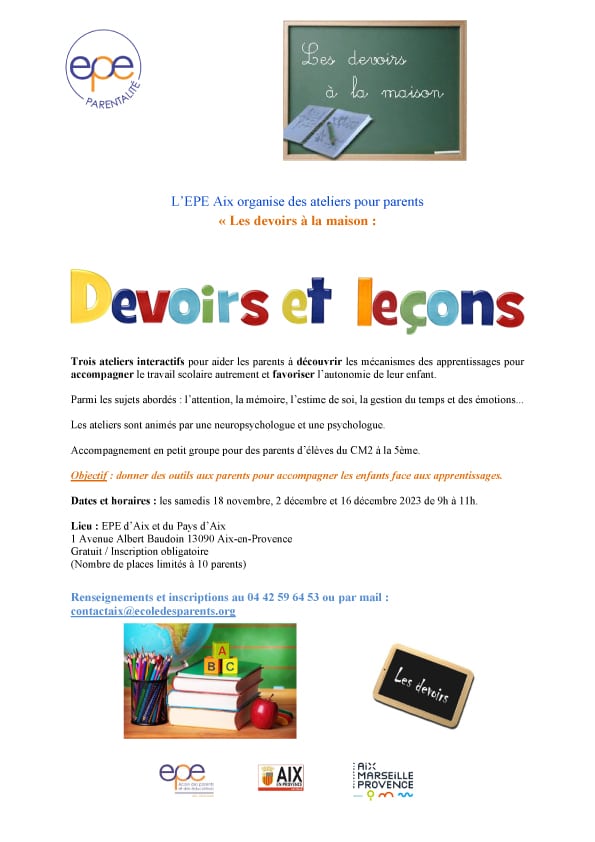 epe
PARENTALITÉ
Les devoirs
à la maison
L’EPE Aix organise des ateliers pour parents
« Les devoirs à la maison :
Devoirs et leçons
Trois ateliers interactifs pour aider les parents à découvrir les mécanismes des apprentissages pour
accompagner le travail scolaire autrement et favoriser l’autonomie de leur enfant.
Parmi les sujets abordés : l’attention, la mémoire, l’estime de soi, la gestion du temps et des émotions...
Les ateliers sont animés par une neuropsychologue et une psychologue.
Accompagnement en petit groupe pour des parents d’élèves du CM2 à la 5ème.
Objectif : donner des outils aux parents pour accompagner les enfants face aux apprentissages.
Dates et horaires : les samedis 18 novembre, 2 décembre et 16 décembre 2023 de 9h à 11h.
Lieu : EPE d’Aix et du Pays d’Aix
1 Avenue Albert Baudoin 13090 Aix-en-Provence
Gratuit / Inscription obligatoire
(Nombre de places limités à 10 parents)
Renseignements et inscriptions au 04 42 59 64 53 ou par mail :
contactaix@ecoledesparents.org
A
B C
Les devoirs
epe
école des parents
et des éducateurs
AIX
EN PROVENCE
AIX
MARSEILLE
PROVENCE